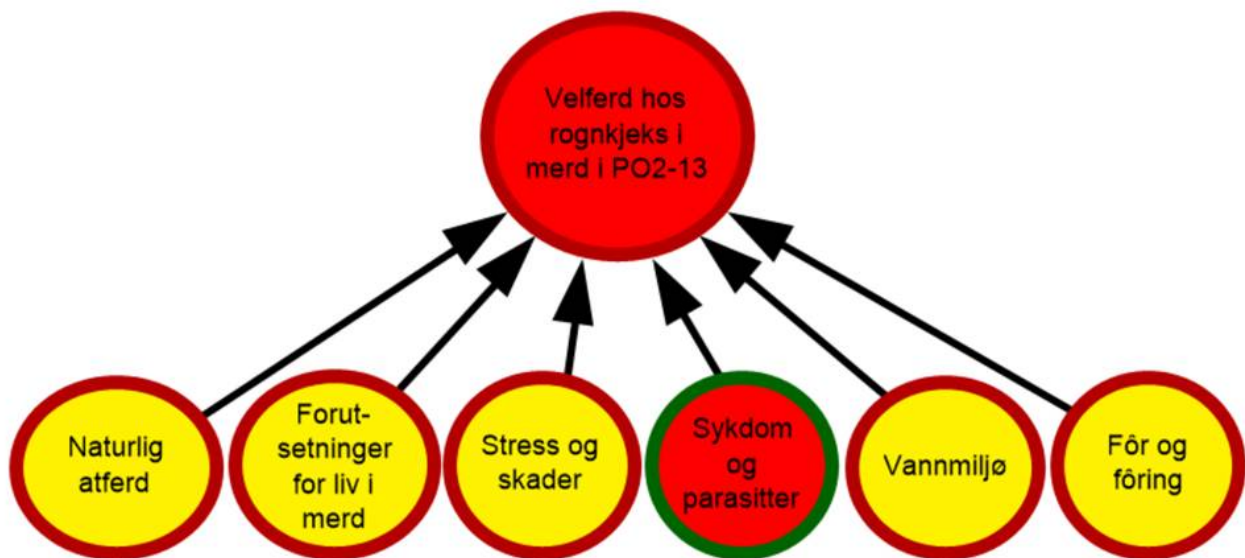 Velferd hos
rognkjeks i
merd i PO2-13
Naturlig
atferd
Forut-
setninger
for liv i
merd
Stress og
skader
Sykdom
og
parasitter
Vannmiljø
Fôr og
fôring